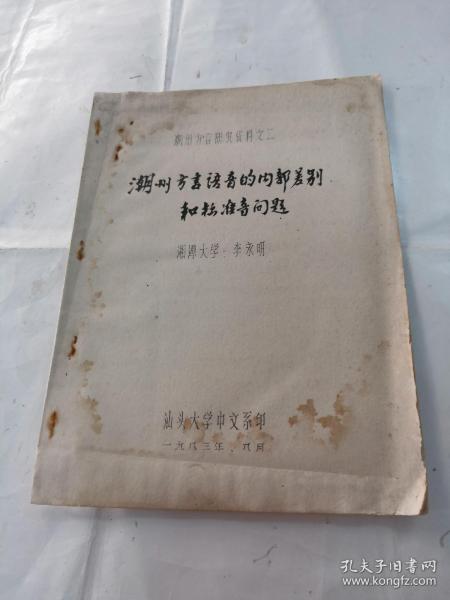 潮州方言研究资料之三
潮州方言语音的内部差别
和标准音问题
湘潭大学·李永明
汕头大学中文系印
一九八三年.九月
孔夫子旧书网
www.kongfz.com